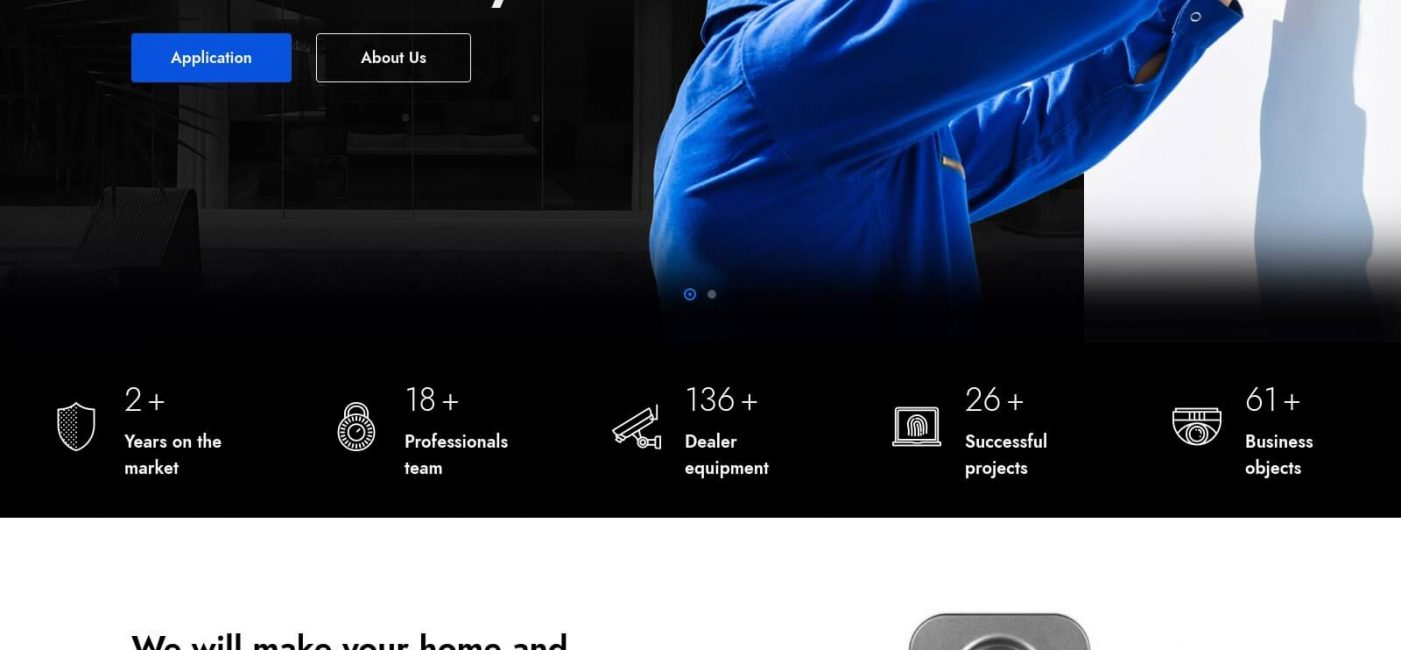 Application
About Us
2 +
Years on the
market
18 +
Professionals
team
136 +
Dealer
equipment
26 +
Successful
projects
61 +
Business
objects
We will make your home and